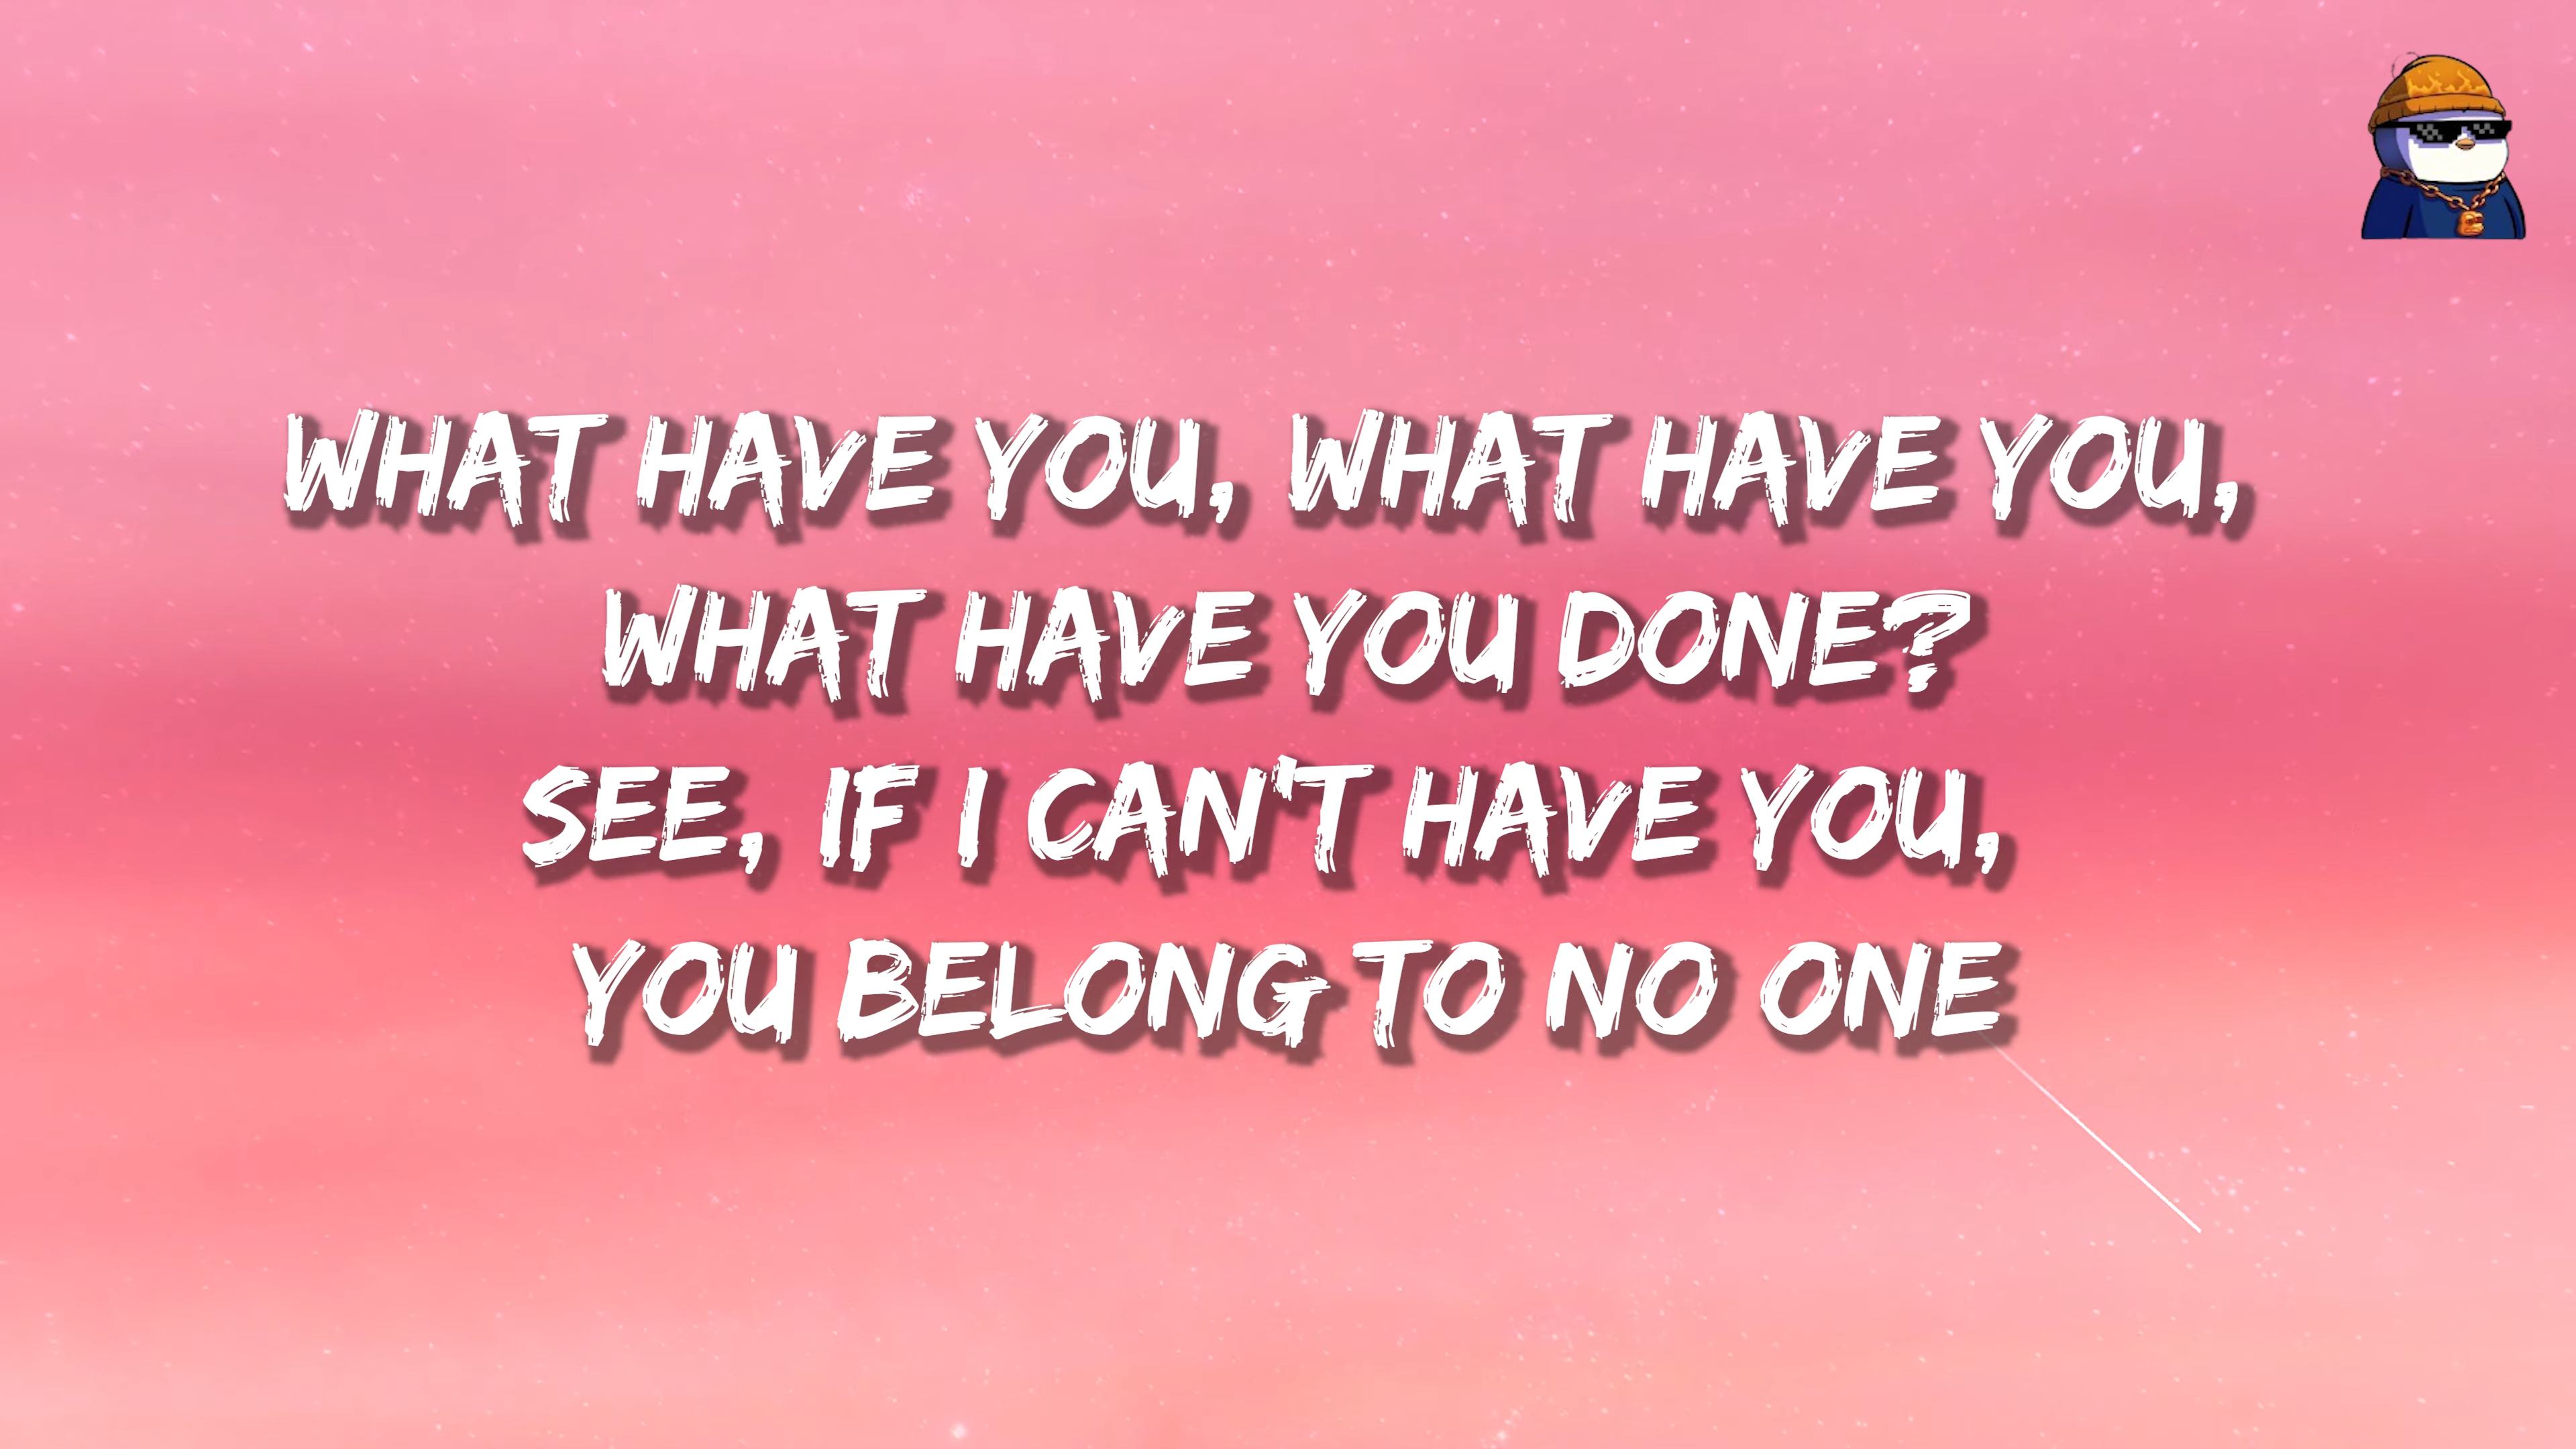 WHAT HAVE YOU, WHAT HAVE YOU,
WHAT HAVE YOU DONE?
SEE, IF I CAN'T HAVE YOU,
YOU BELONG TO NO ONE